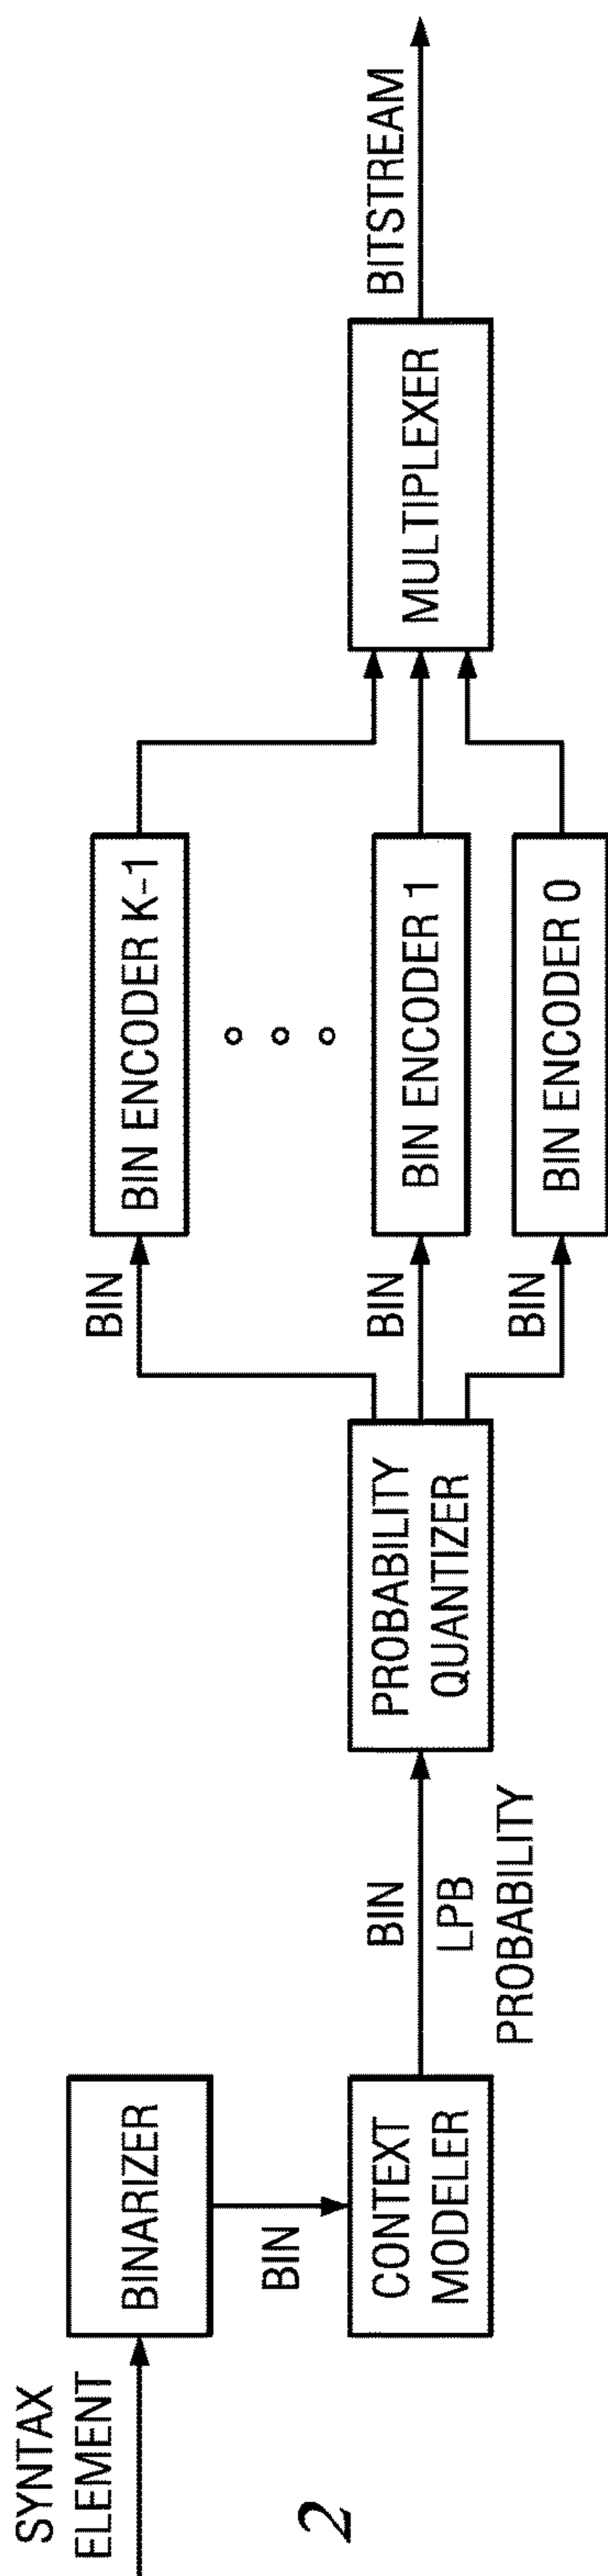 SYNTAX
ELEMENT
BINARIZER
BIN
CONTEXT
MODELER
BIN
LPB
PROBABILITY
PROBABILITY
QUANTIZER
BIN
BIN ENCODER K-1
BIN
BIN ENCODER 1
BIN
BIN ENCODER 0
MULTIPLEXER
BITSTREAM
2